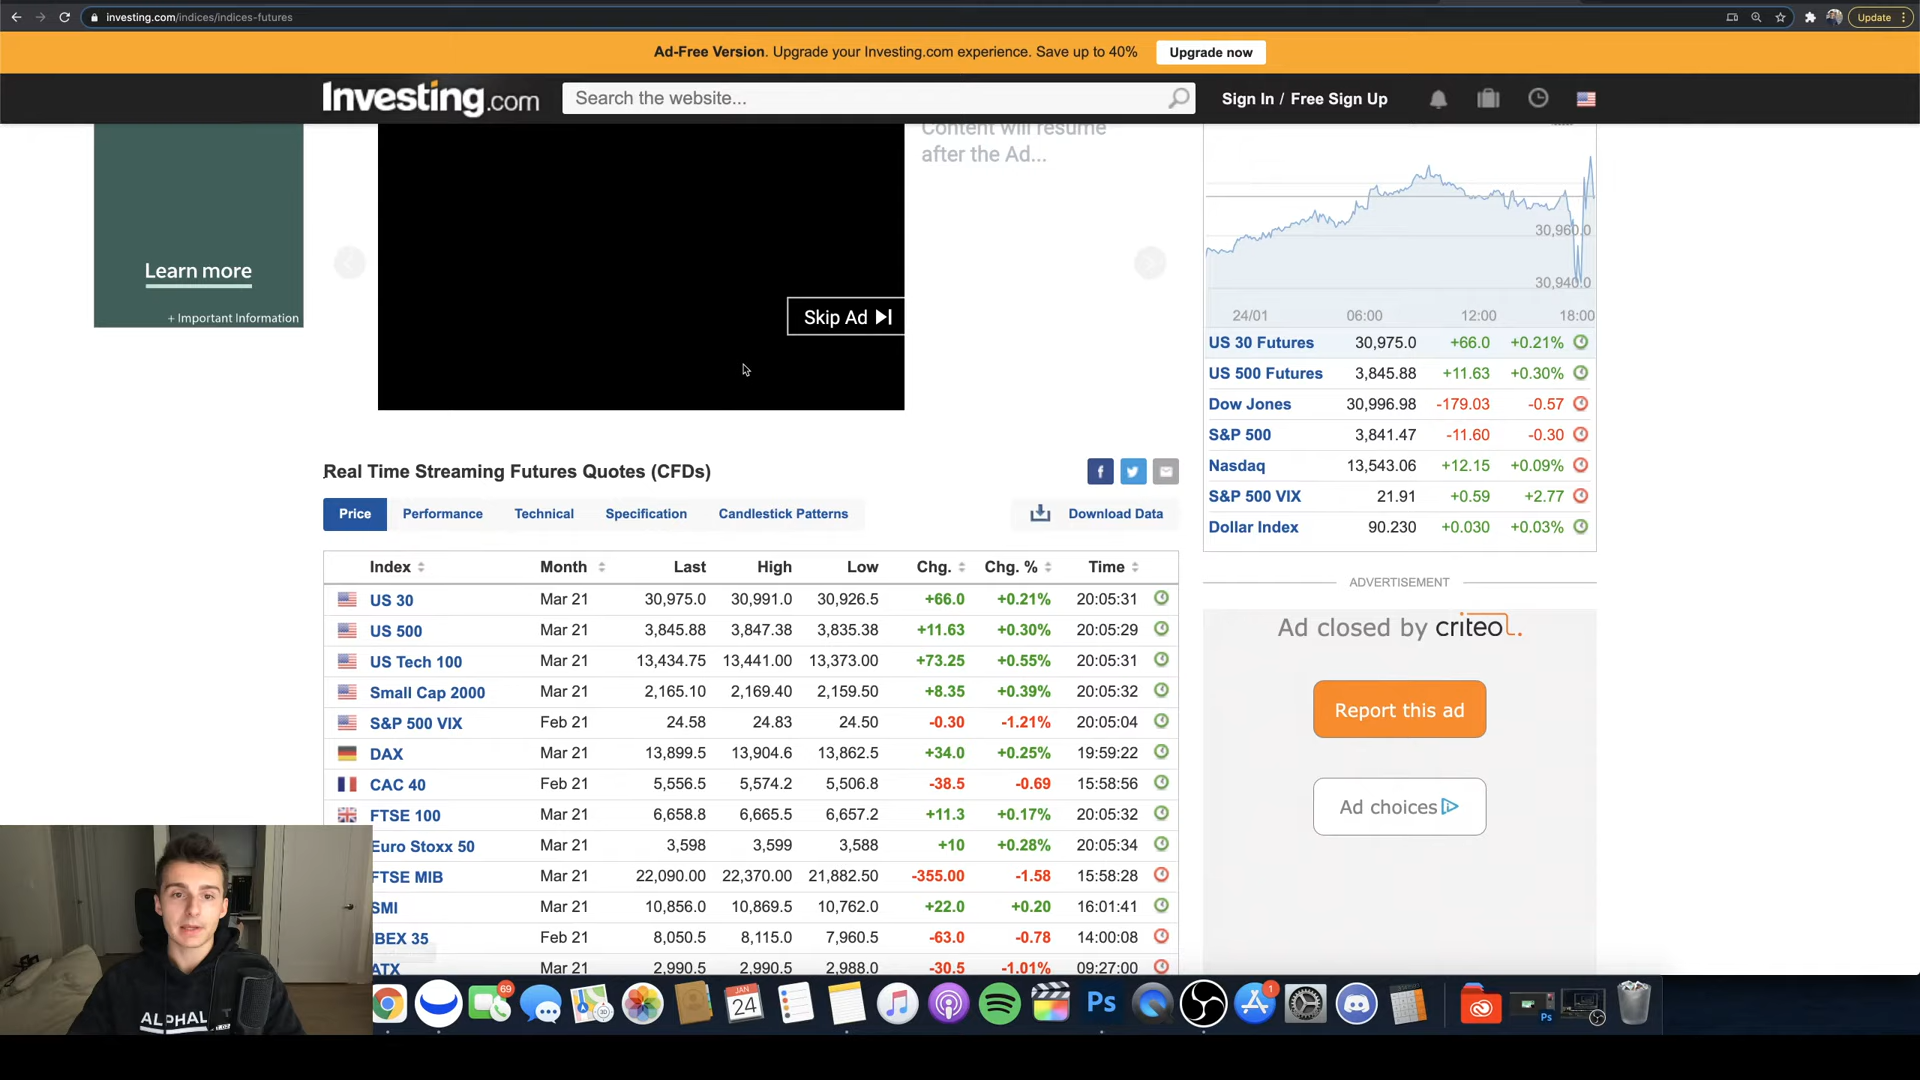 investing.com/indices/indices-futures
Update
Ad-Free Version. Upgrade your Investing.com experience. Save up to 40%
Upgrade now
Investing.com
Search the website...
Sign In / Free Sign Up
Learn more
+ Important Information
Content will resume
after the Ad...
Skip Ad
30,960.0
30,940.0
24/01 06:00 12:00 18:00
US 30 Futures 30,975.0 +66.0 +0.21%
US 500 Futures 3,845.88 +11.63 +0.30%
Dow Jones 30,996.98 -179.03 -0.57
S&P 500 3,841.47 -11.60 -0.30
Nasdaq 13,543.06 +12.15 +0.09%
S&P 500 VIX 21.91 +0.59 +2.77
Dollar Index 90.230 +0.030 +0.03%
Real Time Streaming Futures Quotes (CFDs)
Price Performance Technical Specification Candlestick Patterns
Download Data
Index Month Last High Low Chg. Chg. % Time
US 30 Mar 21 30,975.0 30,991.0 30,926.5 +66.0 +0.21% 20:05:31
US 500 Mar 21 3,845.88 3,847.38 3,835.38 +11.63 +0.30% 20:05:29
US Tech 100 Mar 21 13,434.75 13,441.00 13,373.00 +73.25 +0.55% 20:05:31
Small Cap 2000 Mar 21 2,165.10 2,169.40 2,159.50 +8.35 +0.39% 20:05:32
S&P 500 VIX Feb 21 24.58 24.83 24.50 -0.30 -1.21% 20:05:04
DAX Mar 21 13,899.5 13,904.6 13,862.5 +34.0 +0.25% 19:59:22
CAC 40 Feb 21 5,556.5 5,574.2 5,506.8 -38.5 -0.69 15:58:56
FTSE 100 Mar 21 6,658.8 6,665.5 6,657.2 +11.3 +0.17% 20:05:32
Euro Stoxx 50 Mar 21 3,598 3,599 3,588 +10 +0.28% 20:05:34
FTSE MIB Mar 21 22,090.00 22,370.00 21,882.50 -355.00 -1.58 15:58:28
SMI Mar 21 10,856.0 10,869.5 10,762.0 +22.0 +0.20 16:01:41
IBEX 35 Feb 21 8,050.5 8,115.0 7,960.5 -63.0 -0.78 14:00:08
ATX Mar 21 2,990.5 2,990.5 2,988.0 -30.5 -1.01% 09:27:00
ADVERTISEMENT
Ad closed by criteo.
Report this ad
Ad choices
69
JAN
24
Ps
1
Ps
ALPHAL